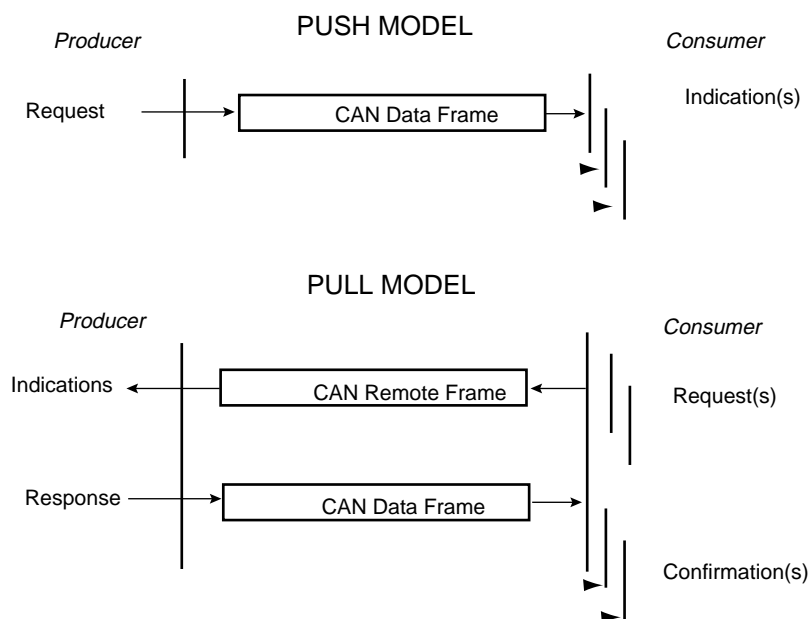 PUSH MODEL
Producer
Consumer
Request
CAN Data Frame
Indication(s)
PULL MODEL
Producer
Consumer
Indications
CAN Remote Frame
Request(s)
Response
CAN Data Frame
Confirmation(s)